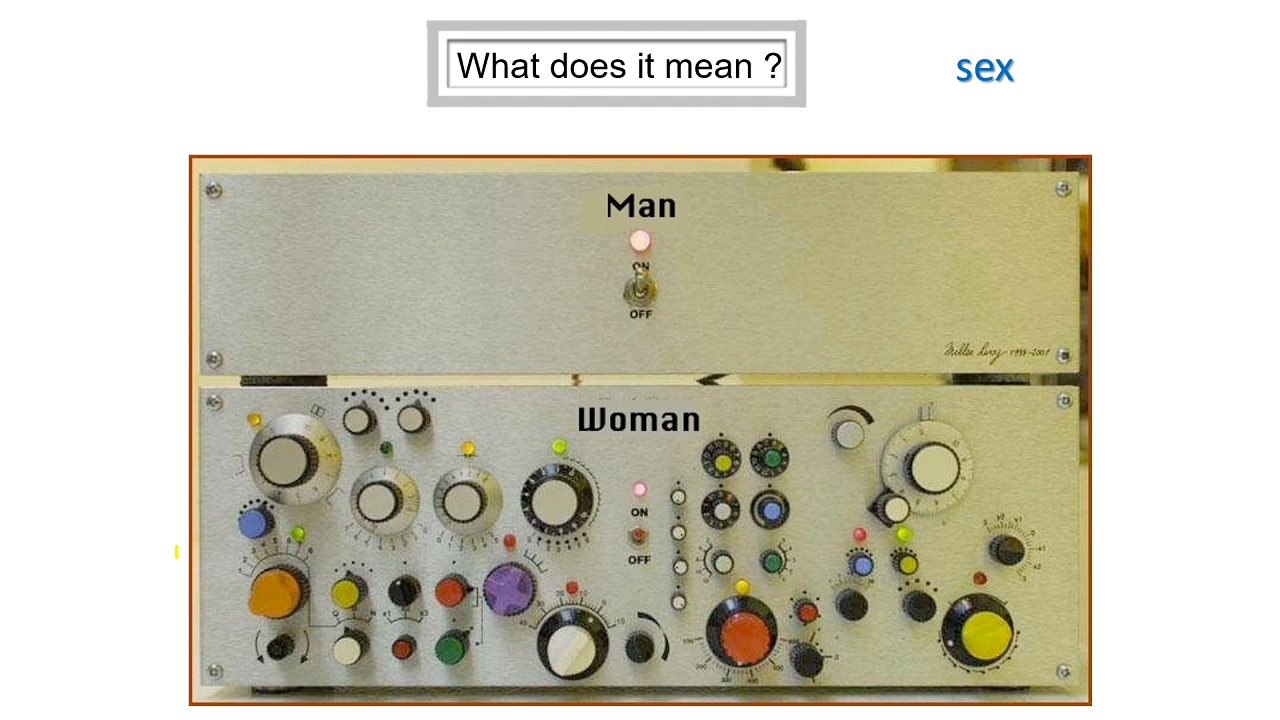 What does it mean ?
sex
Man
ON
OFF
Woman
ON
OFF